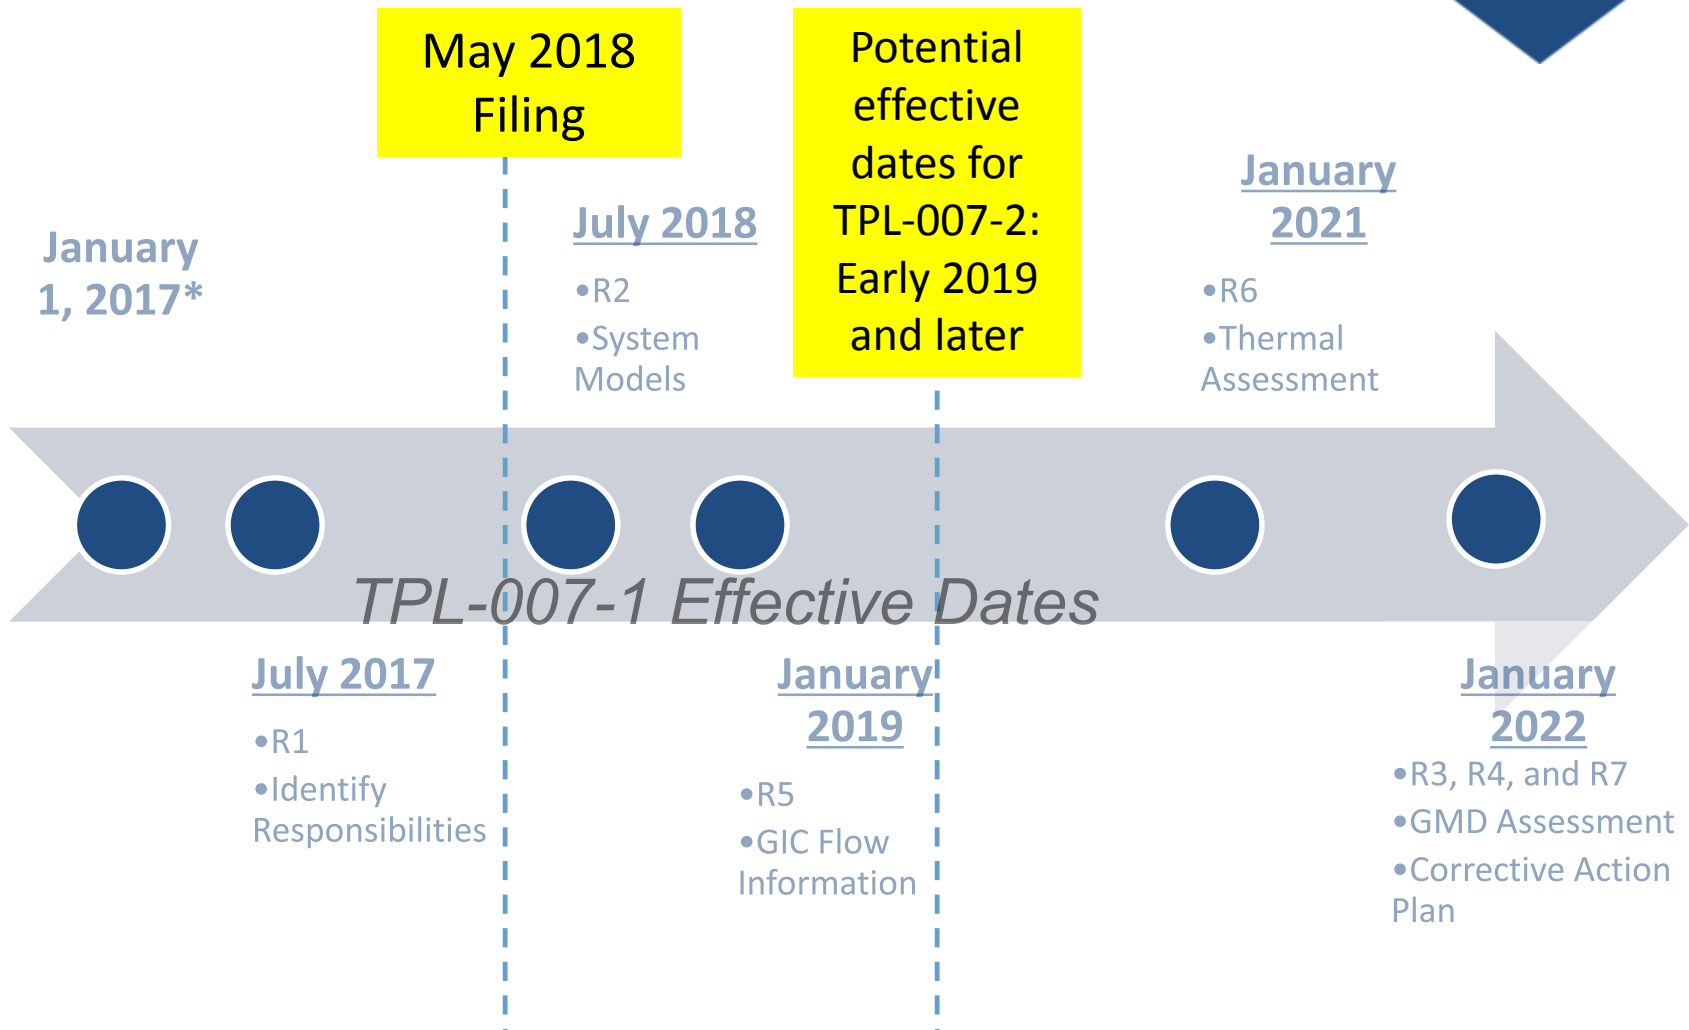 May 2018
Filing
Potential
effective
dates for
TPL-007-2:
Early 2019
and later
January
1, 2017*
July 2018
•R2
•System
Models
January
2021
•R6
•Thermal
Assessment
TPL-007-1 Effective Dates
July 2017
•R1
•Identify
Responsibilities
January
2019
•R5
•GIC Flow
Information
January
2022
•R3, R4, and R7
•GMD Assessment
•Corrective Action
Plan